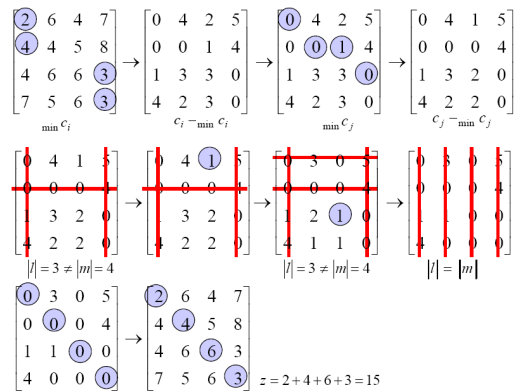 2 6 4 7 0 4 2 5 0 4 2 5 0 4 1 5
4 4 5 8 0 0 1 4 0 0 1 4 0 0 0 4
→ → →
4 6 6 3 1 3 3 0 1 3 3 0 1 3 2 0
7 5 6 3 4 2 3 0 4 2 3 0 4 2 2 0
min c_i c_i − min c_i min c_j c_j − min c_j
0 4 1 5 0 4 1 5 0 3 0 5 0 3 0 5
0 0 0 4 0 0 0 4 0 0 0 4 0 0 0 4
→ → →
1 3 2 0 1 3 2 0 1 2 1 0 1 1 0 0
4 2 2 0 4 2 2 0 4 1 1 0 4 0 0 0
|l| = 3 ≠ |m| = 4 |l| = 3 ≠ |m| = 4 |l| = |m|
0 3 0 5 2 6 4 7
0 0 0 4 4 4 5 8
→
1 1 0 0 4 6 6 3
4 0 0 0 7 5 6 3 z = 2 + 4 + 6 + 3 = 15